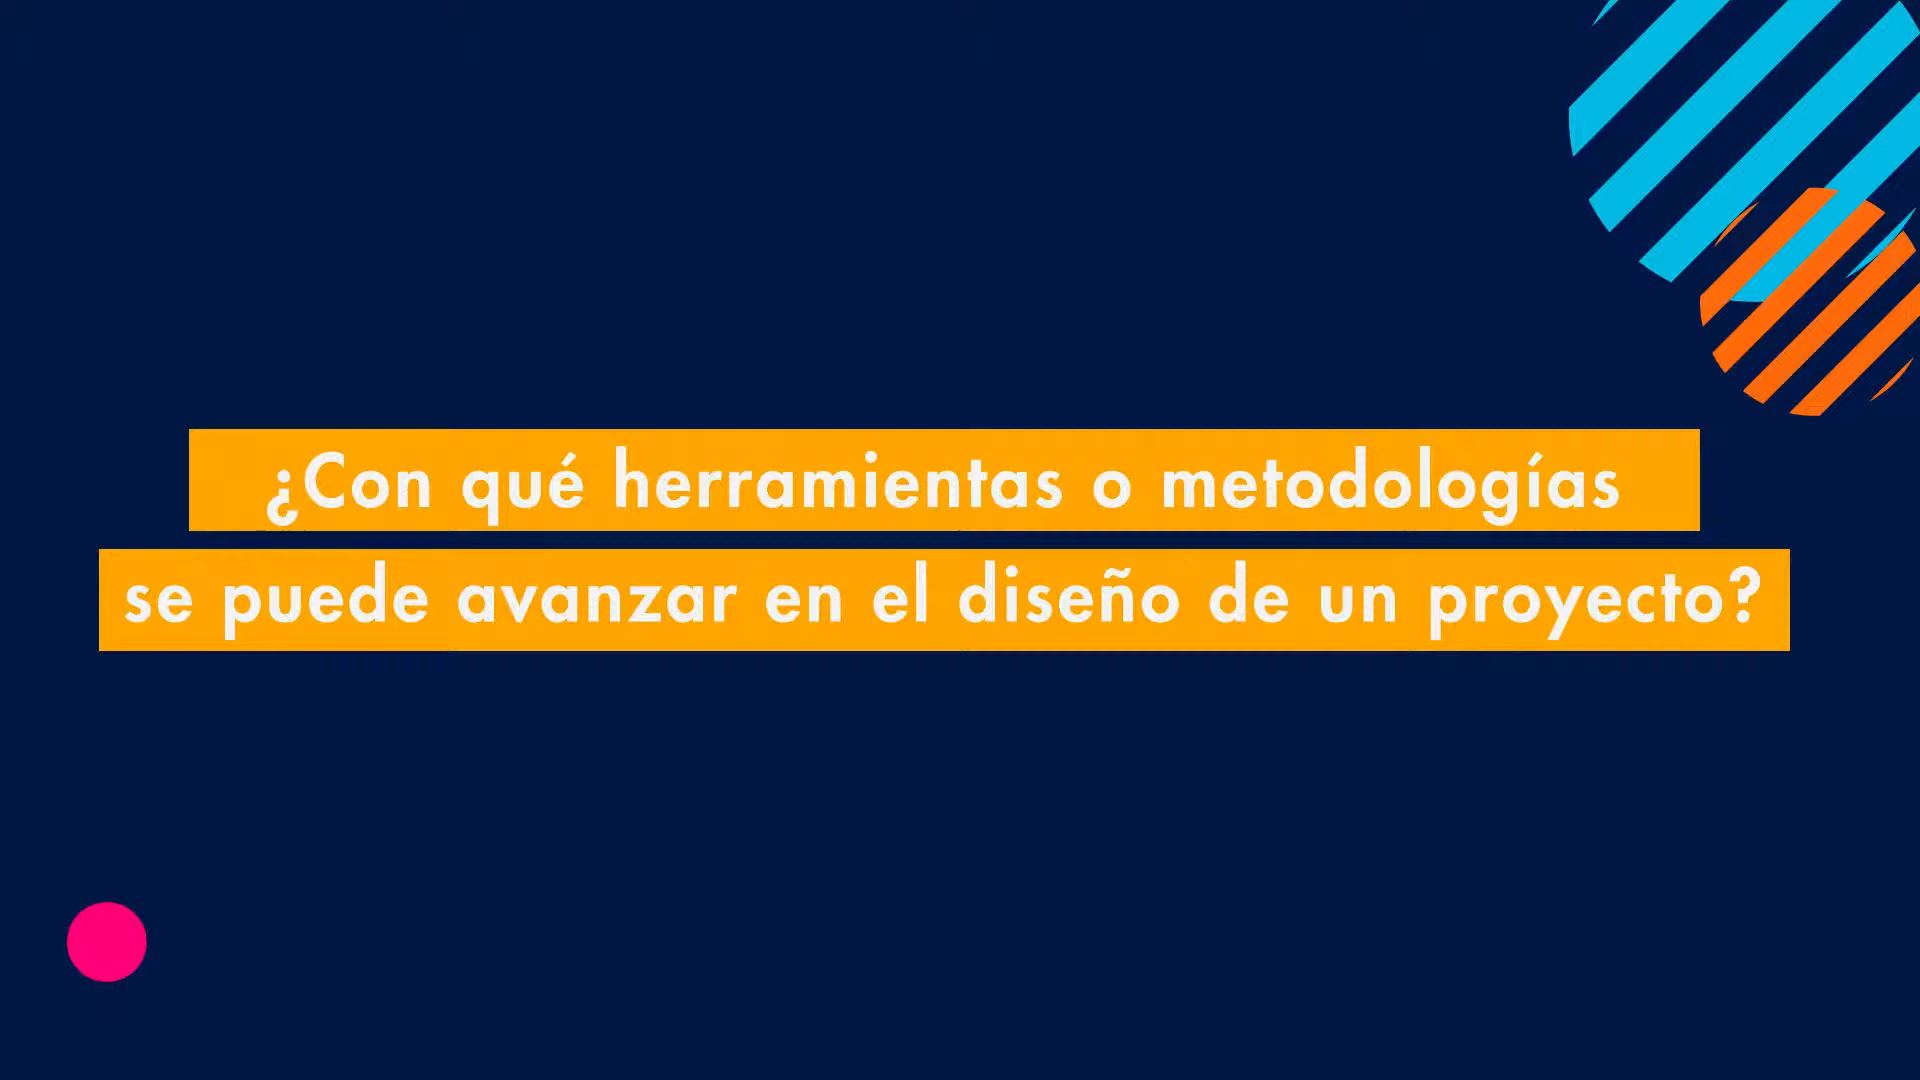 ¿Con qué herramientas o metodologías
se puede avanzar en el diseño de un proyecto?